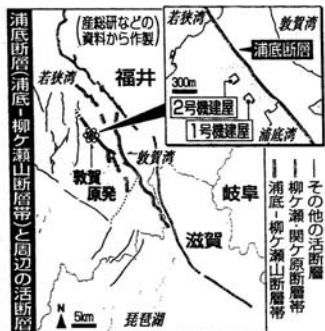 浦底断層(浦底－柳ケ瀬山断層帯)と周辺の活断層
(産総研などの
資料から作製)
若狭湾
敦賀湾
浦底断層
300m
2号機建屋
1号機建屋
浦底湾
若狭湾
福井
敦賀湾
敦賀
原発
岐阜
滋賀
琵琶湖
N
5km
その他の活断層
柳ケ瀬・関ケ原断層帯
浦底－柳ケ瀬山断層帯